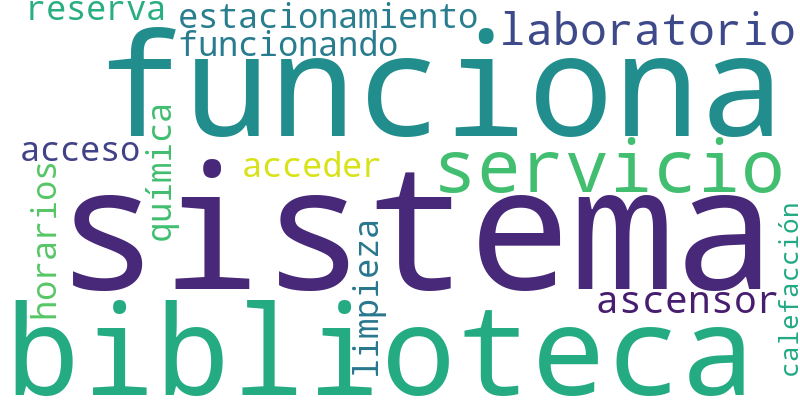 reserva
estacionamiento
funcionando
laboratorio
funciona
acceso
química
acceder
servicio
horarios
sistema
limpieza
ascensor
calefacción
biblioteca